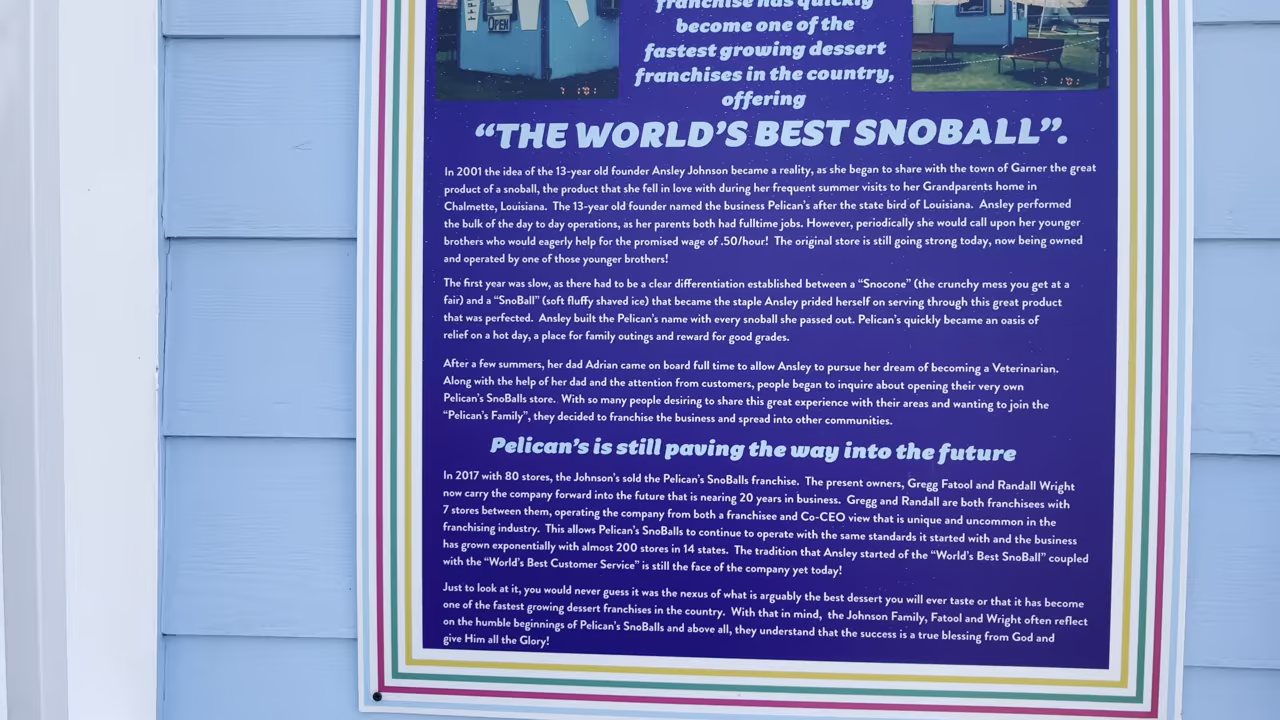 OPEN
franchise has quickly
become one of the
fastest growing dessert
franchises in the country,
offering
“THE WORLD’S BEST SNOBALL”.
In 2001 the idea of the 13-year old founder Ansley Johnson became a reality, as she began to share with the town of Garner the great
product of a snoball, the product that she fell in love with during her frequent summer visits to her Grandparents home in
Chalmette, Louisiana. The 13-year old founder named the business Pelican’s after the state bird of Louisiana. Ansley performed
the bulk of the day to day operations, as her parents both had fulltime jobs. However, periodically she would call upon her younger
brothers who would eagerly help for the promised wage of .50/hour! The original store is still going strong today, now being owned
and operated by one of those younger brothers!
The first year was slow, as there had to be a clear differentiation established between a “Snocone” (the crunchy mess you get at a
fair) and a “SnoBall” (soft fluffy shaved ice) that became the staple Ansley prided herself on serving through this great product
that was perfected. Ansley built the Pelican’s name with every snoball she passed out. Pelican’s quickly became an oasis of
relief on a hot day, a place for family outings and reward for good grades.
After a few summers, her dad Adrian came on board full time to allow Ansley to pursue her dream of becoming a Veterinarian.
Along with the help of her dad and the attention from customers, people began to inquire about opening their very own
Pelican’s SnoBalls store. With so many people desiring to share this great experience with their areas and wanting to join the
“Pelican’s Family”, they decided to franchise the business and spread into other communities.
Pelican’s is still paving the way into the future
In 2017 with 80 stores, the Johnson’s sold the Pelican’s SnoBalls franchise. The present owners, Gregg Fatool and Randall Wright
now carry the company forward into the future that is nearing 20 years in business. Gregg and Randall are both franchisees with
7 stores between them, operating the company from both a franchisee and Co-CEO view that is unique and uncommon in the
franchising industry. This allows Pelican’s SnoBalls to continue to operate with the same standards it started with and the business
has grown exponentially with almost 200 stores in 14 states. The tradition that Ansley started of the “World’s Best SnoBall” coupled
with the “World’s Best Customer Service” is still the face of the company yet today!
Just to look at it, you would never guess it was the nexus of what is arguably the best dessert you will ever taste or that it has become
one of the fastest growing dessert franchises in the country. With that in mind, the Johnson Family, Fatool and Wright often reflect
on the humble beginnings of Pelican’s SnoBalls and above all, they understand that the success is a true blessing from God and
give Him all the Glory!